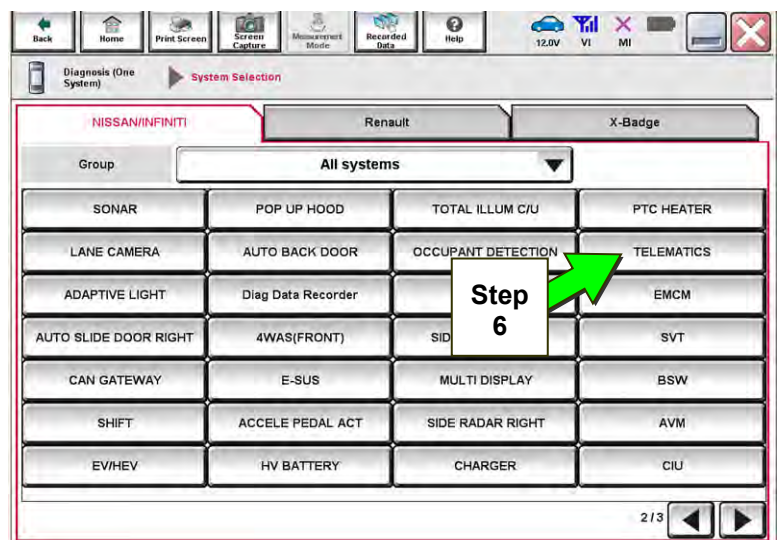 Back
Home
Print Screen
Screen
Capture
Measurement
Mode
Recorded
Data
Help
12.0V
VI
MI
Diagnosis (One
System)
System Selection
NISSAN/INFINITI
Renault
X-Badge
Group
All systems
SONAR
POP UP HOOD
TOTAL ILLUM C/U
PTC HEATER
LANE CAMERA
AUTO BACK DOOR
OCCUPANT DETECTION
TELEMATICS
ADAPTIVE LIGHT
Diag Data Recorder
Step
6
EMCM
AUTO SLIDE DOOR RIGHT
4WAS(FRONT)
SVT
CAN GATEWAY
E-SUS
MULTI DISPLAY
BSW
SHIFT
ACCELE PEDAL ACT
SIDE RADAR RIGHT
AVM
EV/HEV
HV BATTERY
CHARGER
CIU
2/3